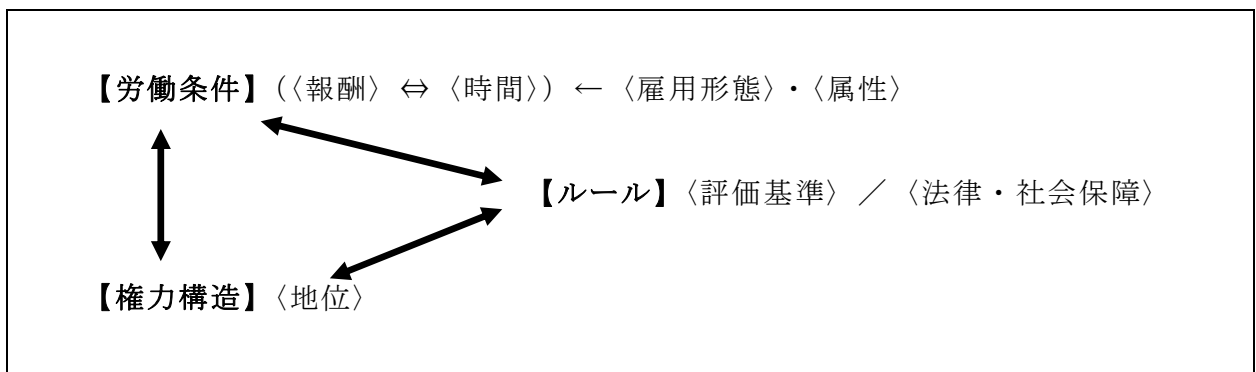 【労働条件】(〈報酬〉 ⇔ 〈時間〉) ← 〈雇用形態〉・〈属性〉
【ルール】〈評価基準〉 / 〈法律・社会保障〉
【権力構造】〈地位〉